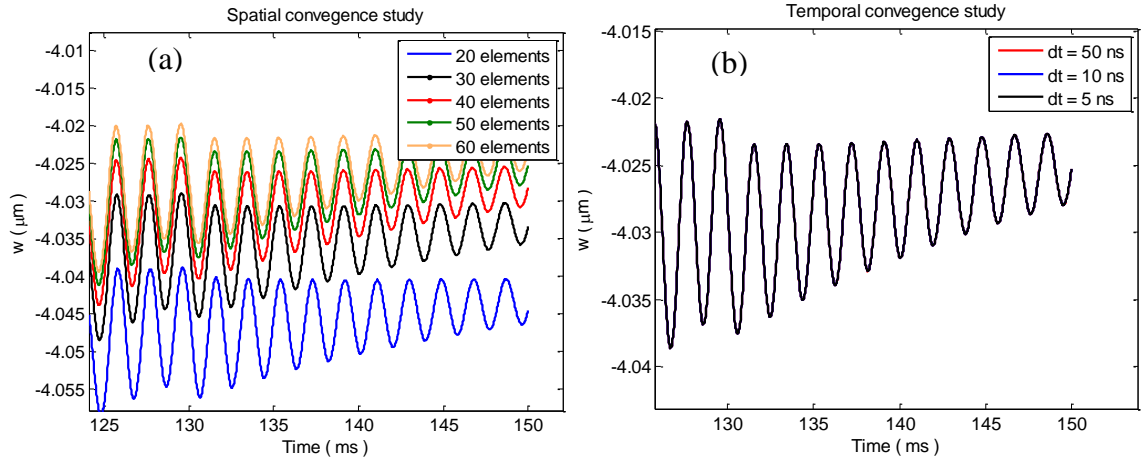 Spatial convegence study
(a)
-4.01
-4.015
-4.02
-4.025
-4.03
-4.035
-4.04
-4.045
-4.05
-4.055
w ( μm)
20 elements
30 elements
40 elements
50 elements
60 elements
125 130 135 140 145 150
Time ( ms )
Temporal convegence study
(b)
-4.015
-4.02
-4.025
-4.03
-4.035
-4.04
w ( μm)
dt = 50 ns
dt = 10 ns
dt = 5 ns
130 135 140 145 150
Time ( ms )